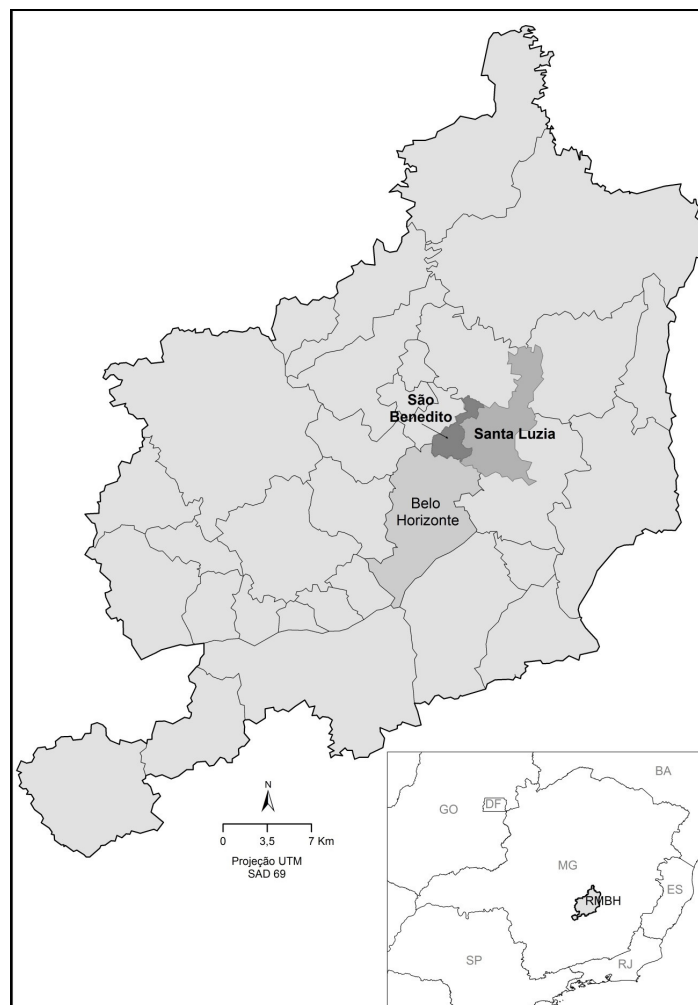 São
Benedito
Santa Luzia
Belo
Horizonte
N
0 3,5 7 Km
Projeção UTM
SAD 69
BA
GO
DF
MG
ES
RMBH
SP
RJ